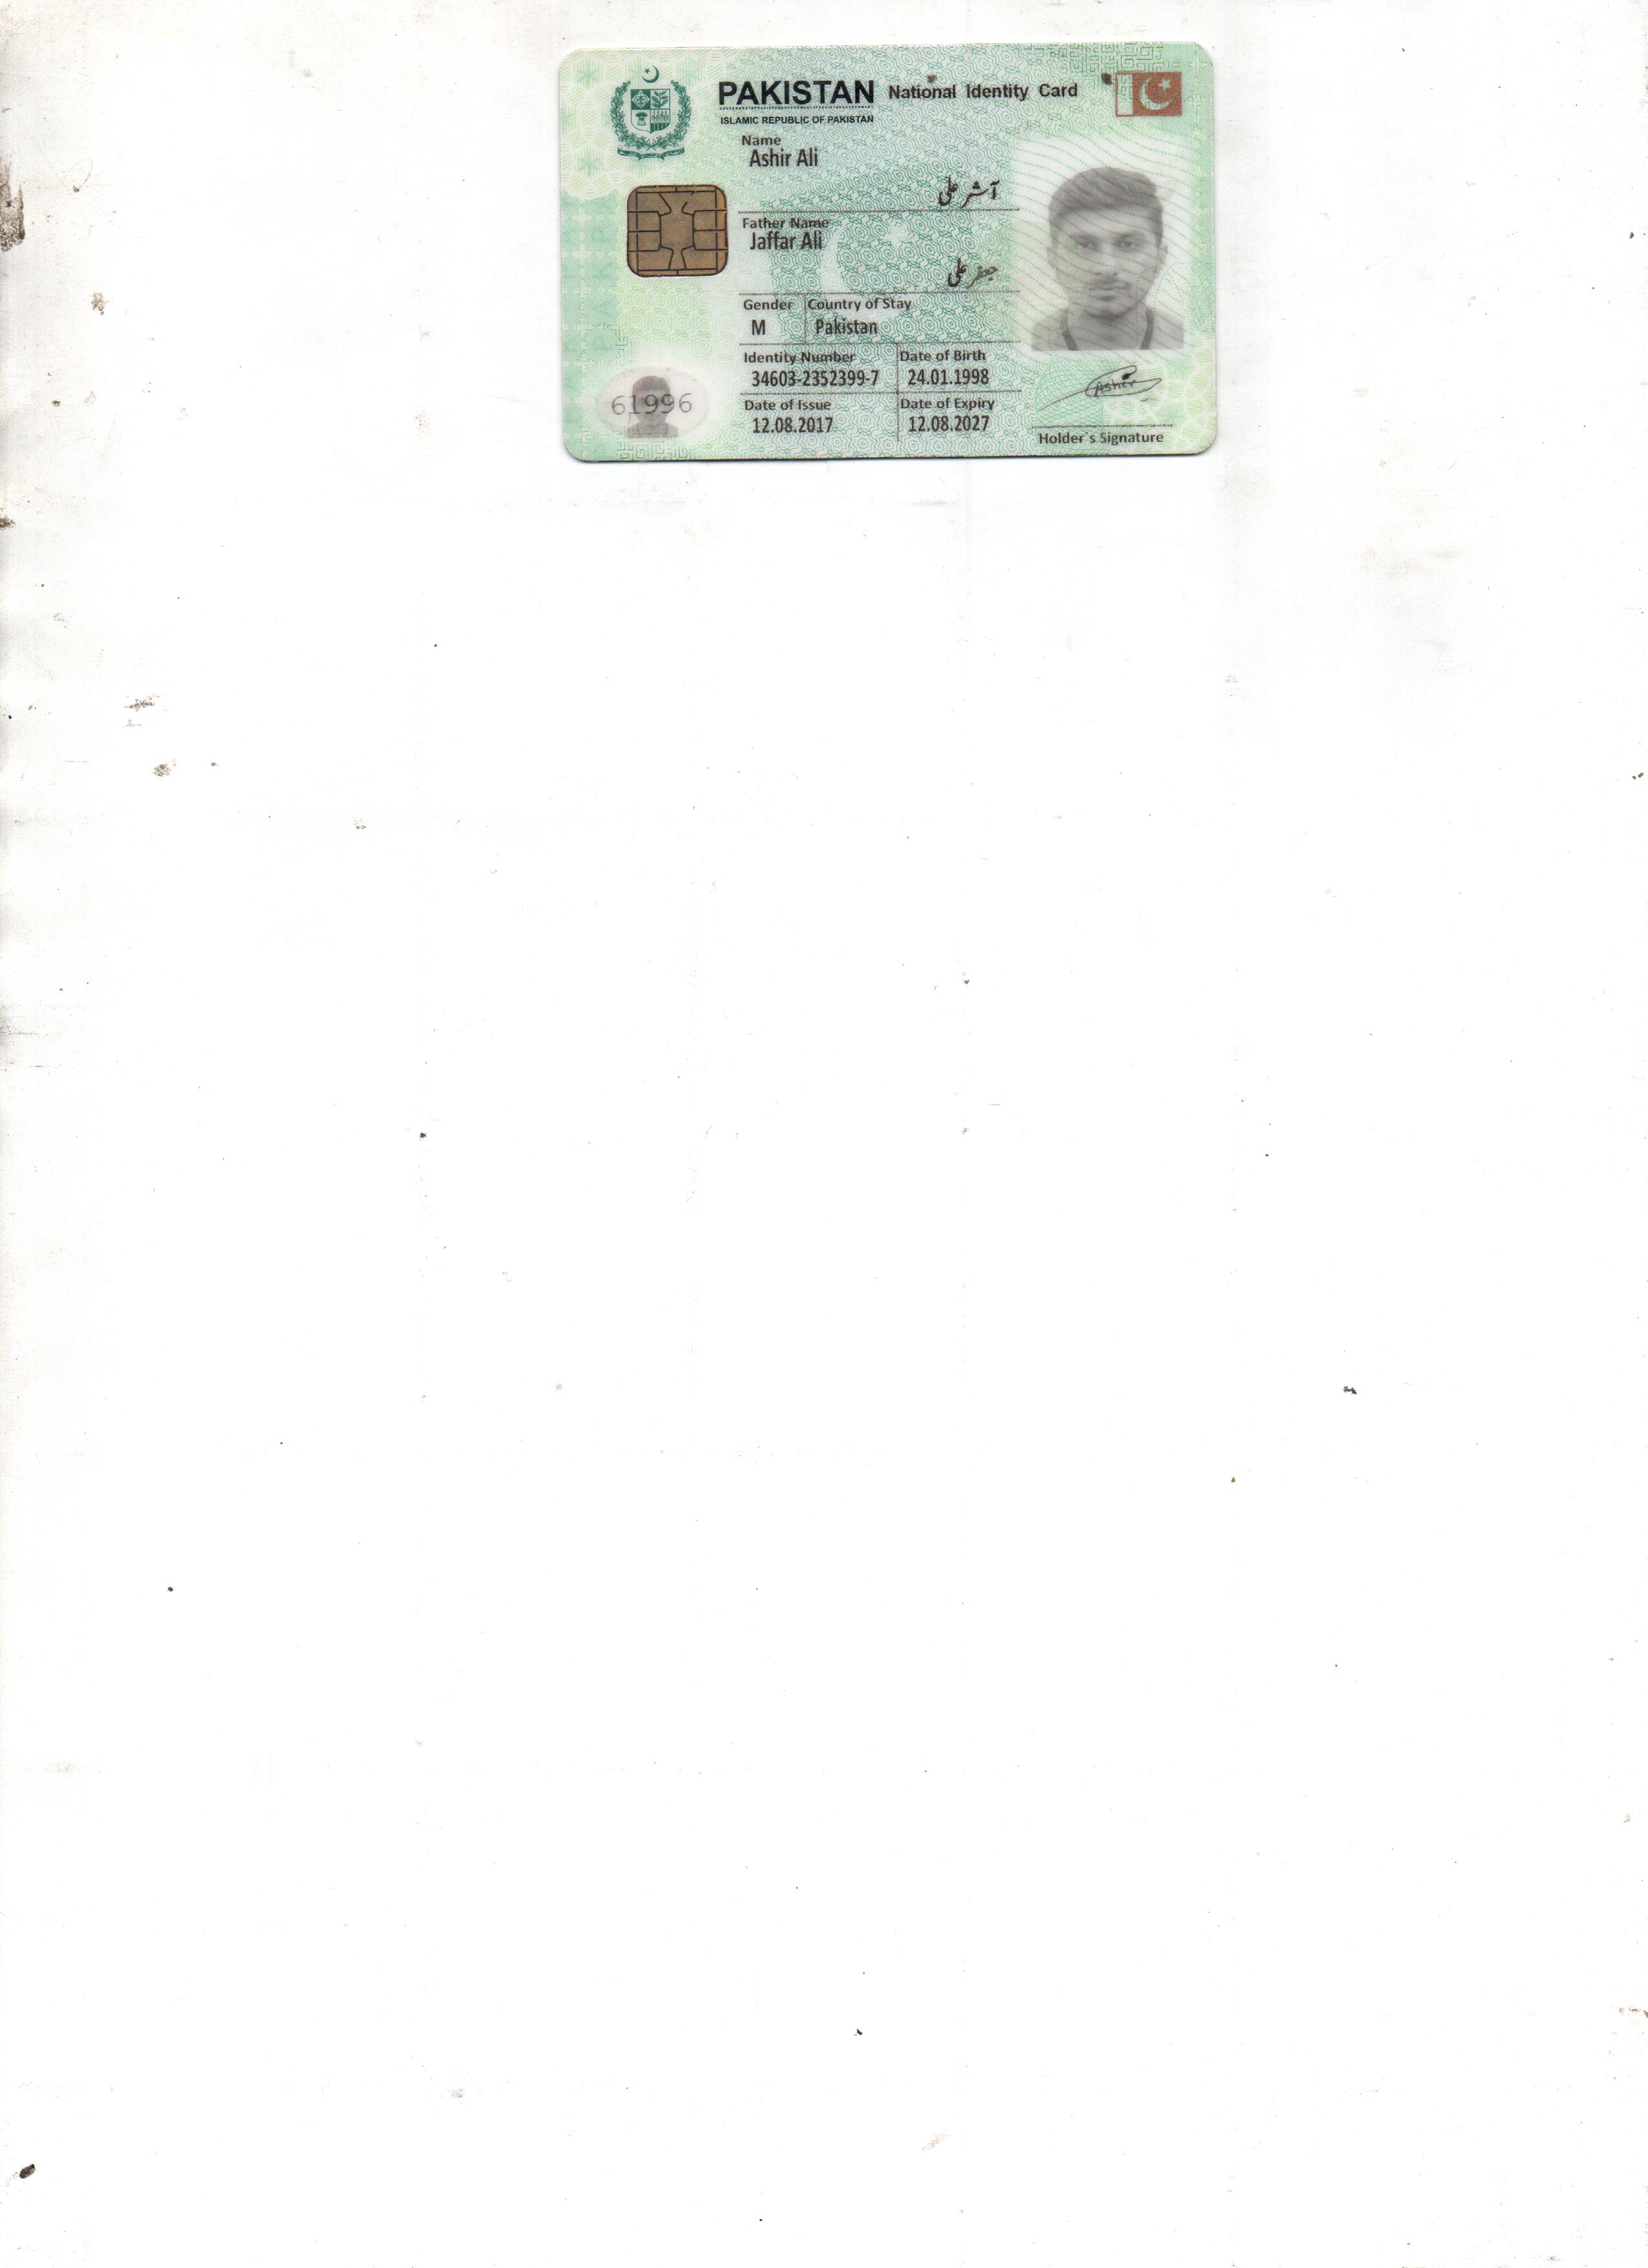 PAKISTAN National Identity Card
ISLAMIC REPUBLIC OF PAKISTAN
Name
Ashir Ali
آشر علی
Father Name
Jaffar Ali
جعفر علی
Gender Country of Stay
M Pakistan
Identity Number Date of Birth
34603-2352399-7 24.01.1998
Date of Issue Date of Expiry
12.08.2017 12.08.2027
61996
Asher
Holder's Signature